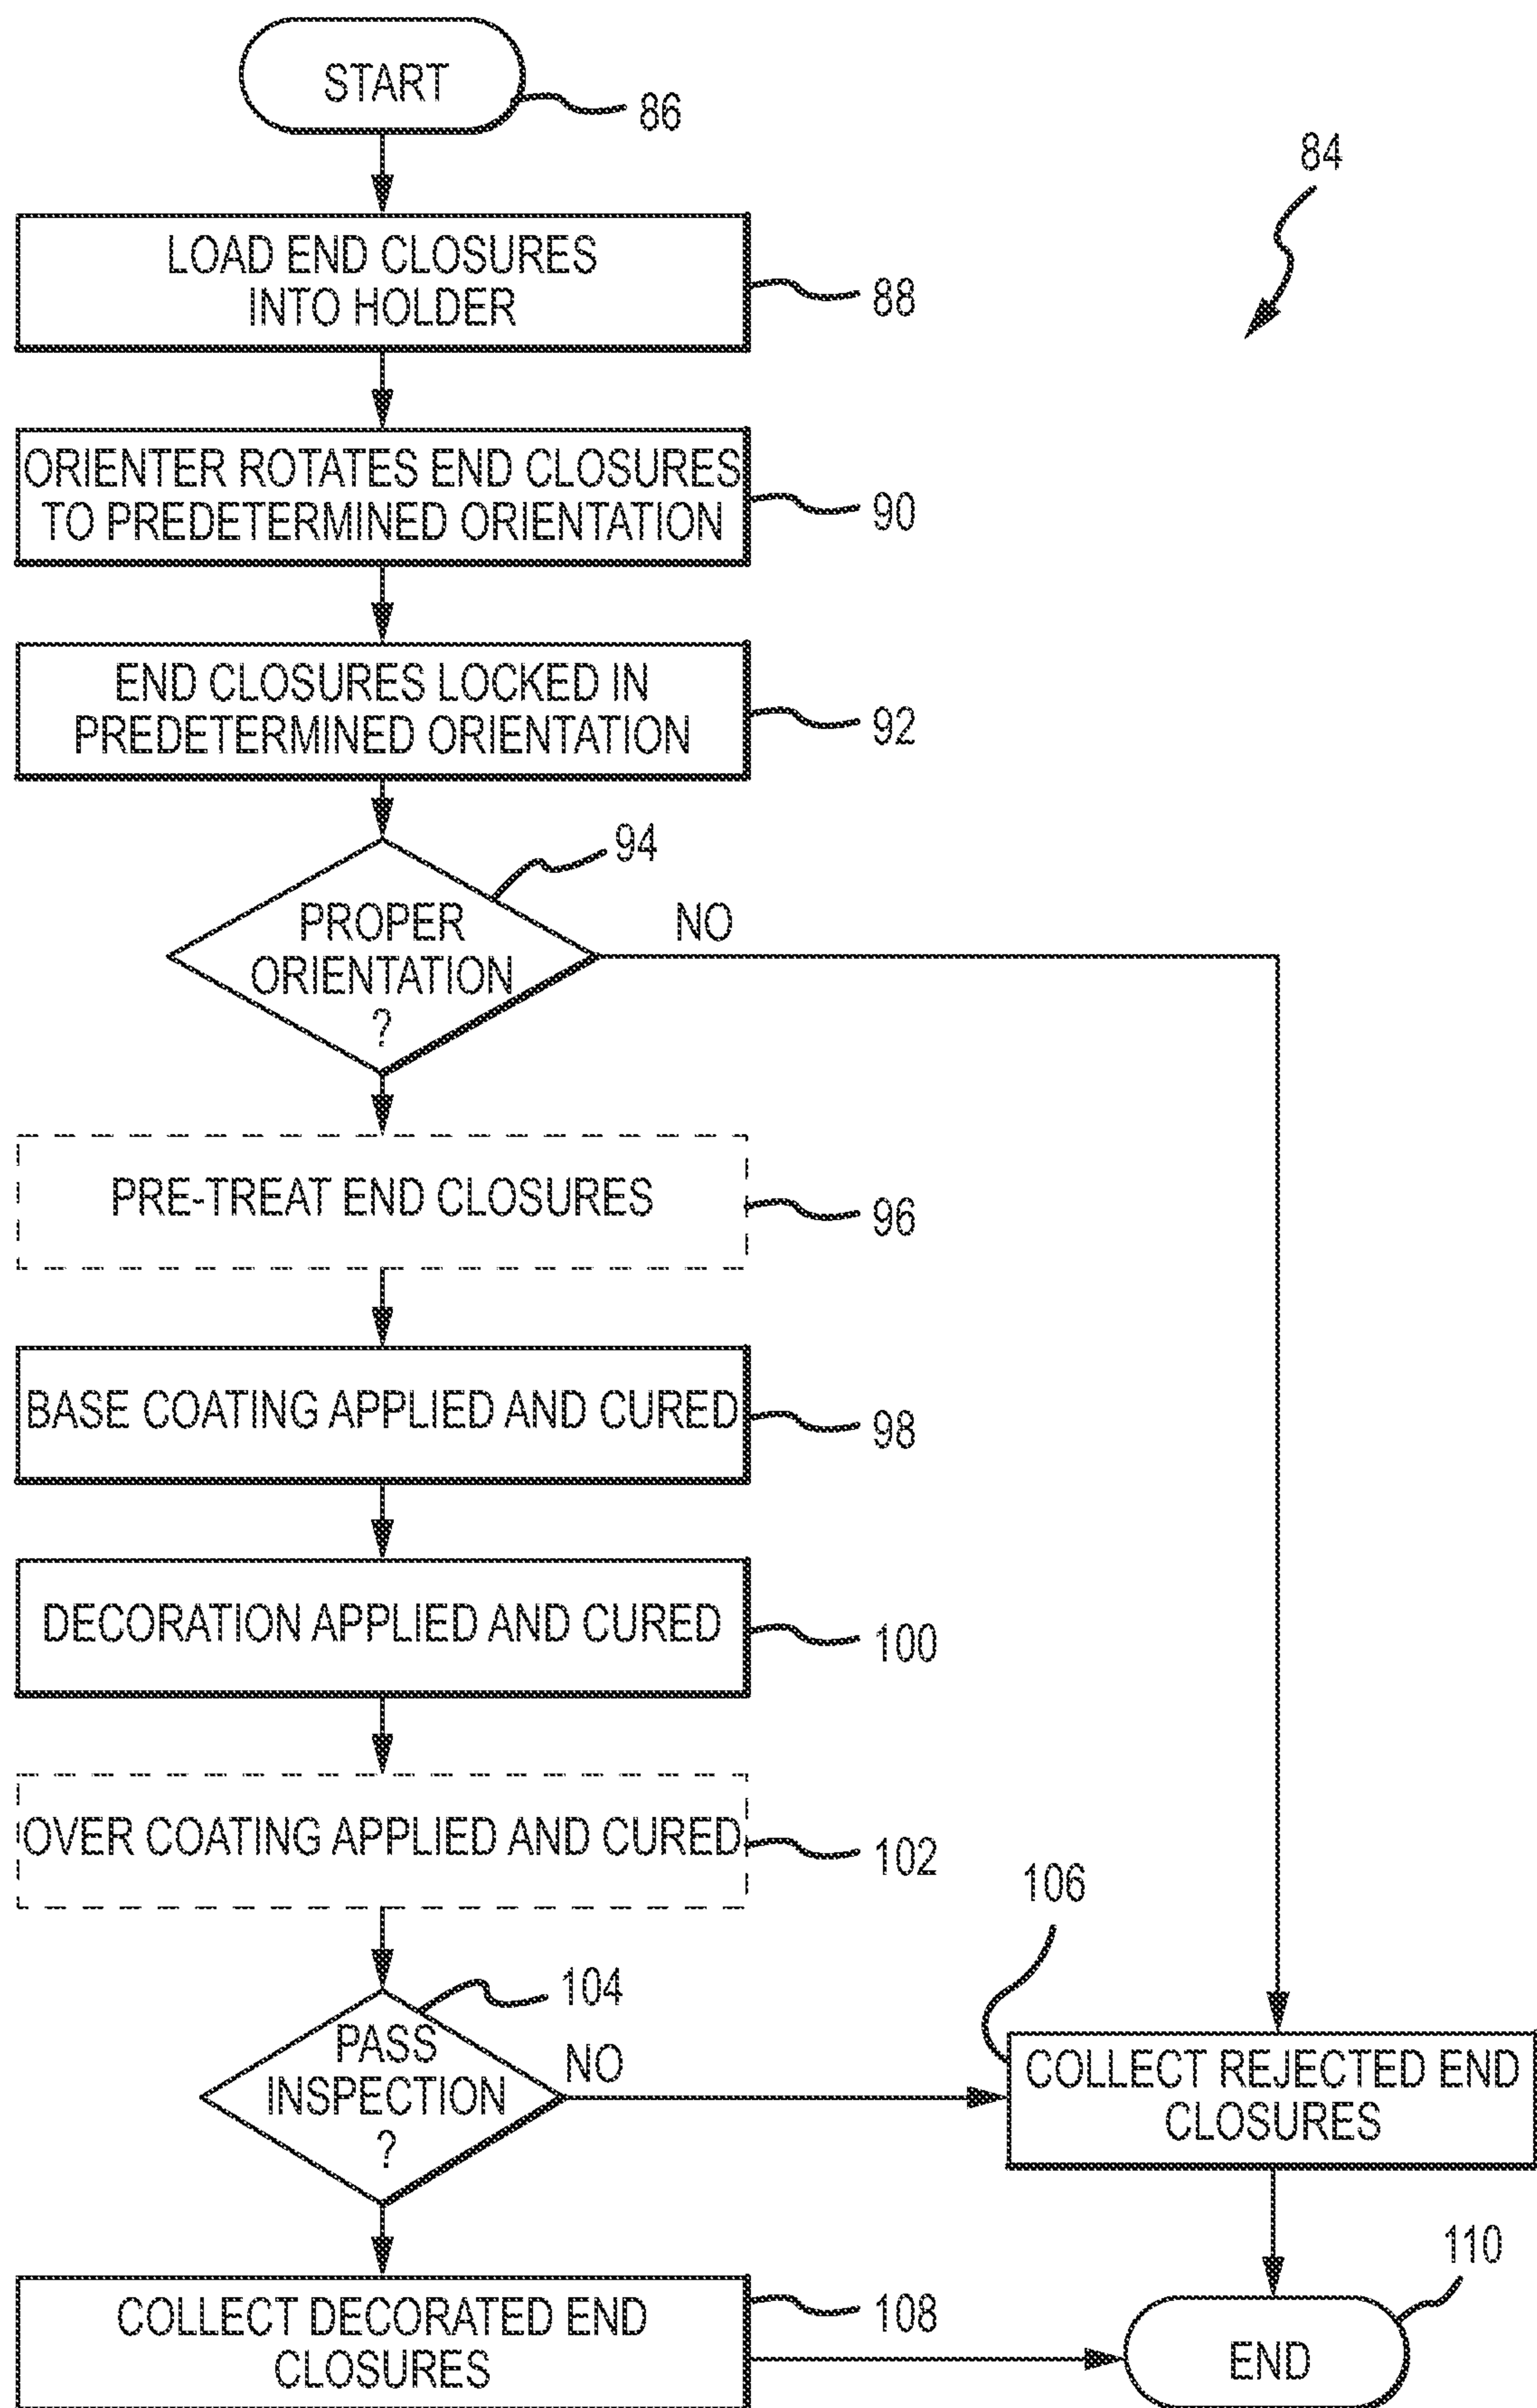 START
86
84
LOAD END CLOSURES
INTO HOLDER
88
ORIENTER ROTATES END CLOSURES
TO PREDETERMINED ORIENTATION
90
END CLOSURES LOCKED IN
PREDETERMINED ORIENTATION
92
94
PROPER
ORIENTATION
?
NO
PRE-TREAT END CLOSURES
96
BASE COATING APPLIED AND CURED
98
DECORATION APPLIED AND CURED
100
OVER COATING APPLIED AND CURED
102
104
PASS
INSPECTION
?
NO
106
COLLECT REJECTED END
CLOSURES
COLLECT DECORATED END
CLOSURES
108
110
END